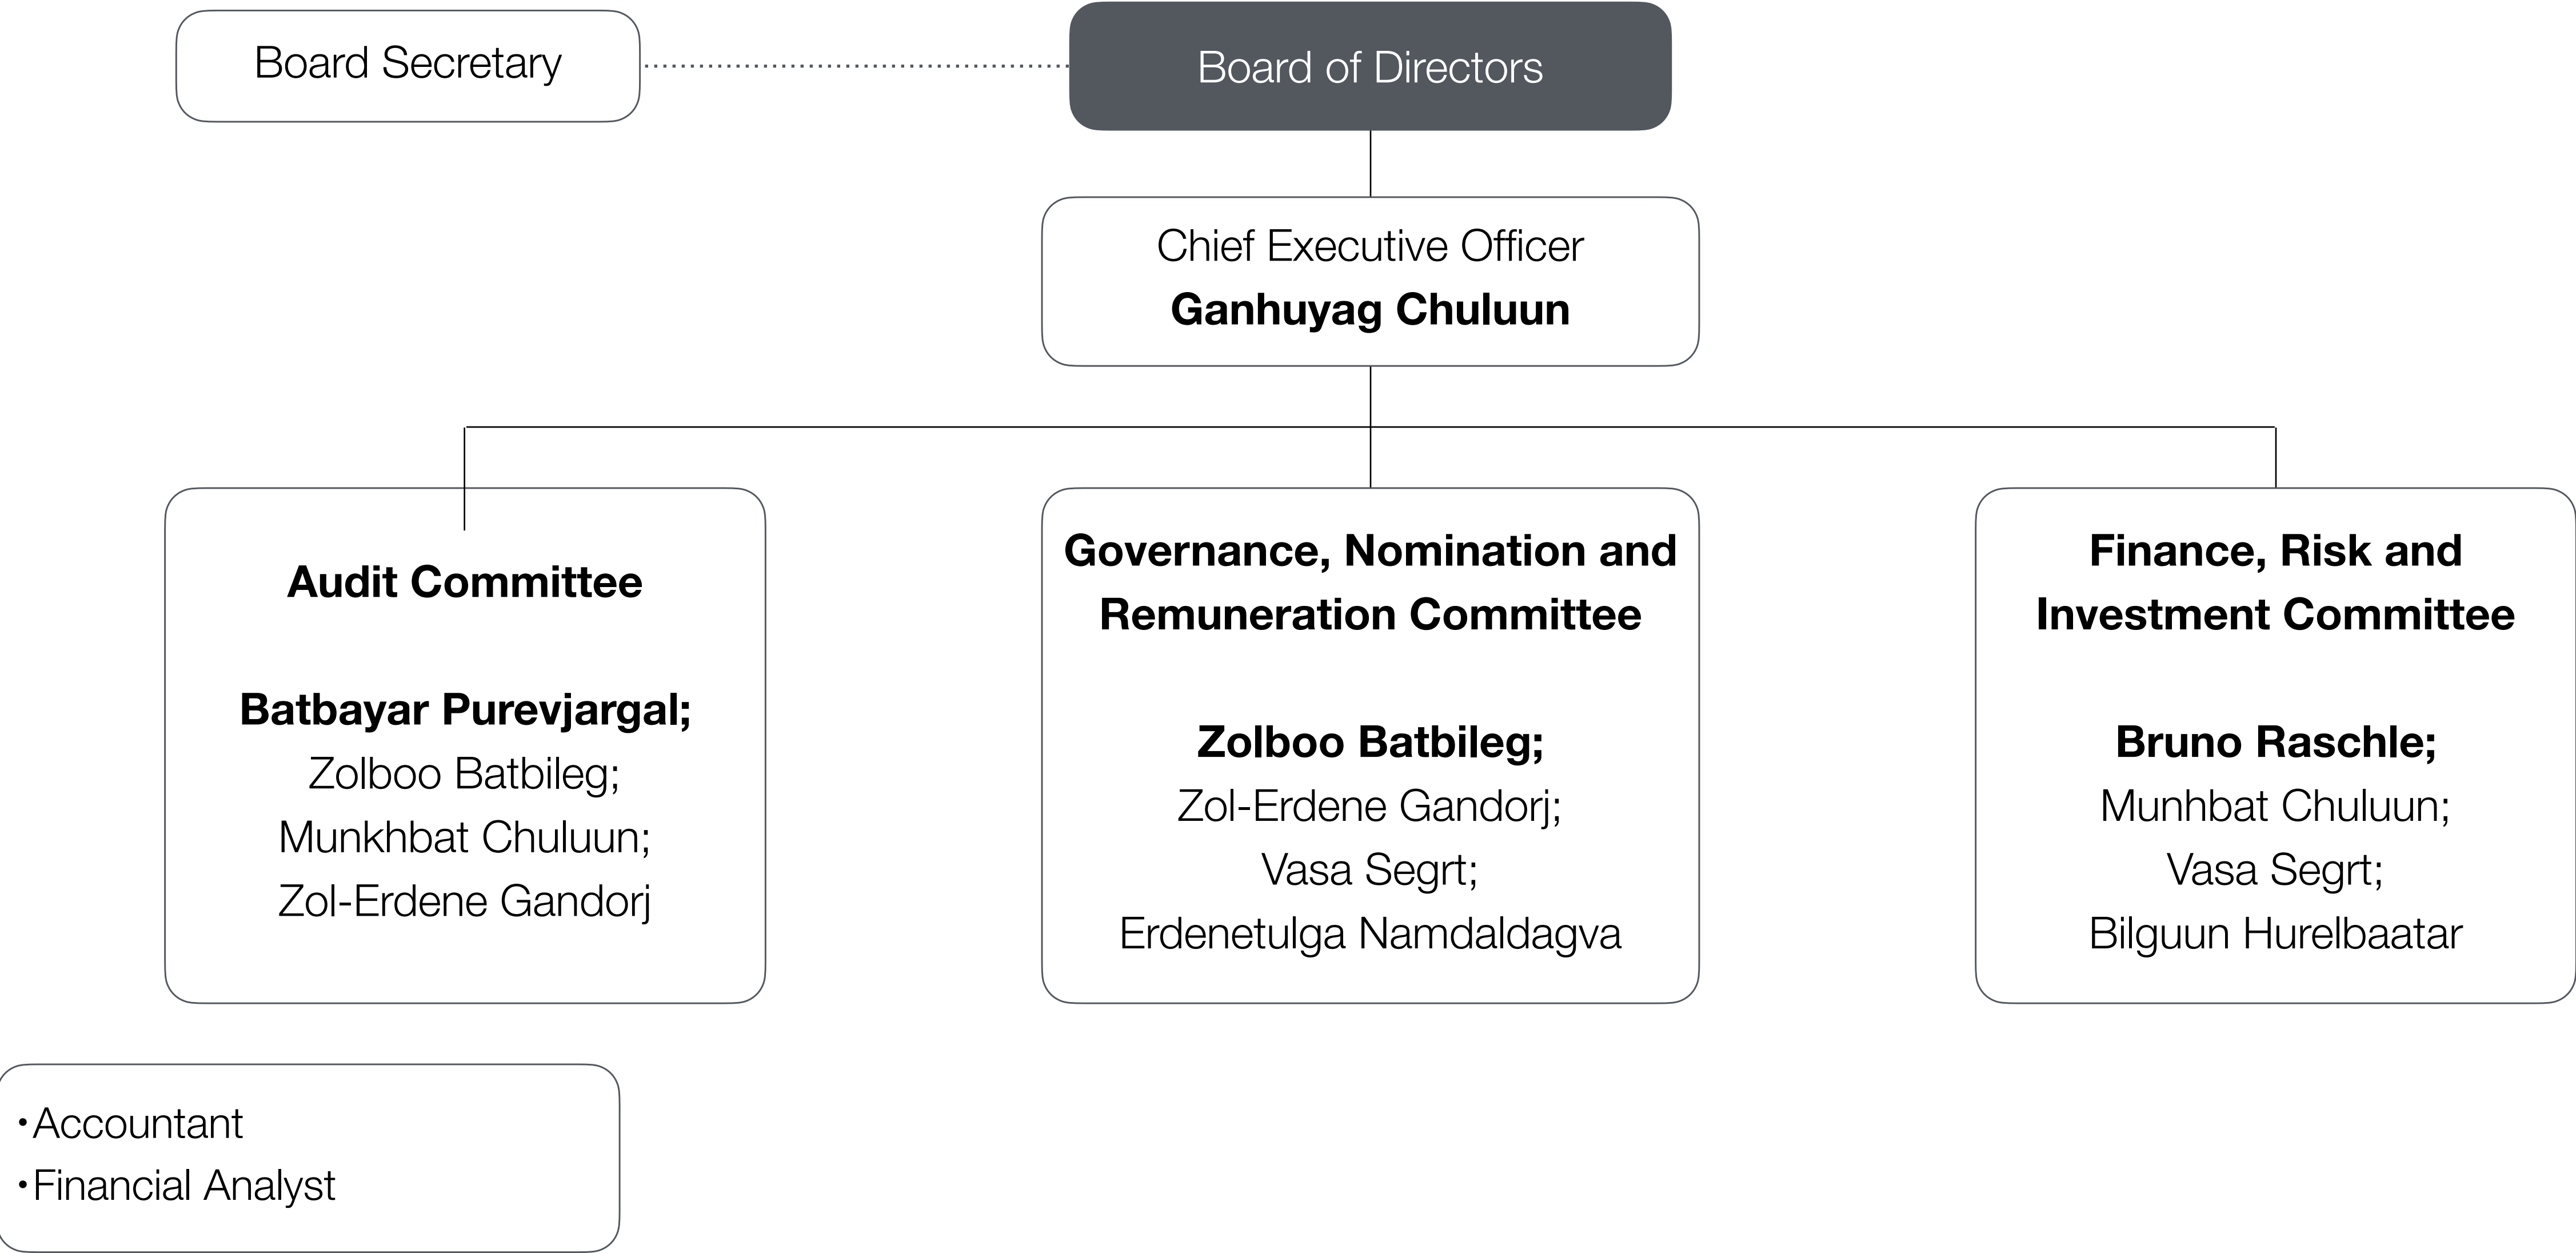 Board Secretary
Board of Directors
Chief Executive Officer
Ganhuyag Chuluun
Audit Committee
Batbayar Purevjargal;
Zolboo Batbileg;
Munkhbat Chuluun;
Zol-Erdene Gandorj
Governance, Nomination and
Remuneration Committee
Zolboo Batbileg;
Zol-Erdene Gandorj;
Vasa Segrt;
Erdenetulga Namdaldagva
Finance, Risk and
Investment Committee
Bruno Raschle;
Munhbat Chuluun;
Vasa Segrt;
Bilguun Hurelbaatar
•Accountant
•Financial Analyst